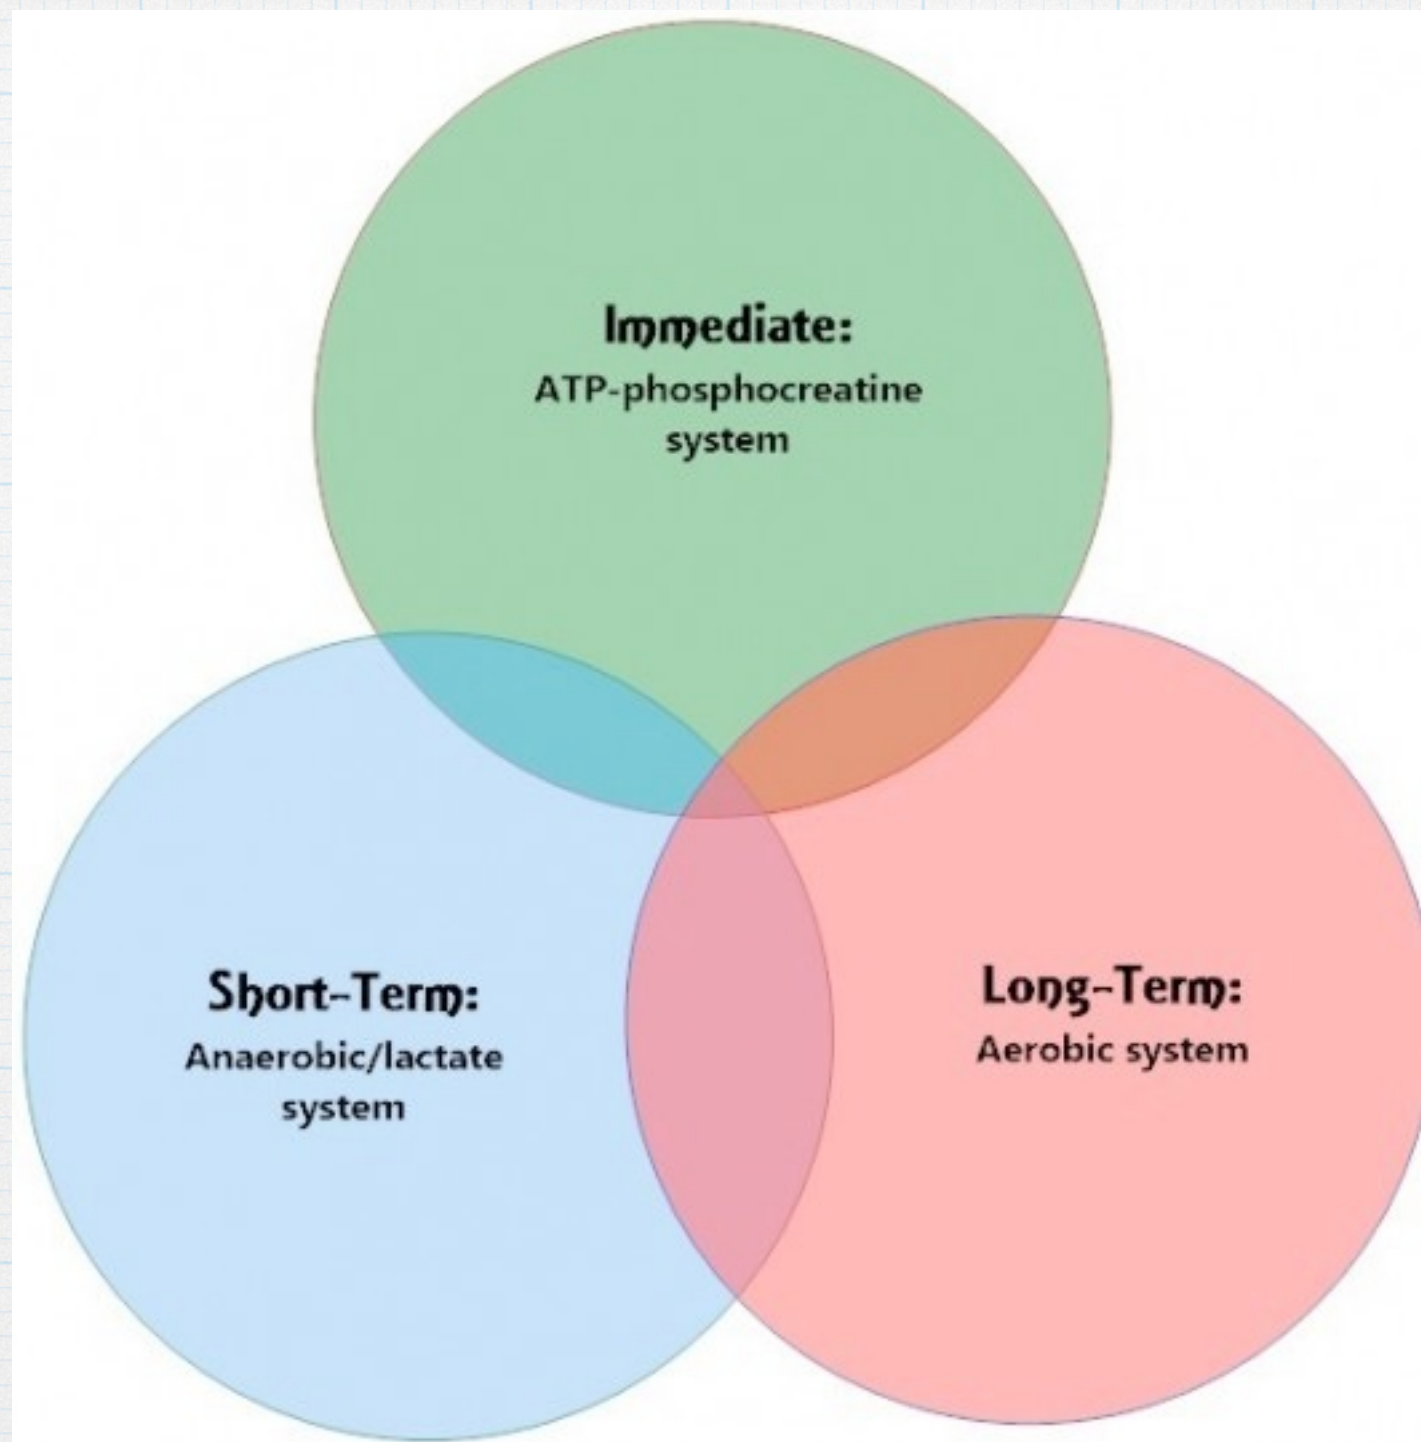 Immediate:
ATP-phosphocreatine
system
Short-Term:
Anaerobic/lactate
system
Long-Term:
Aerobic system